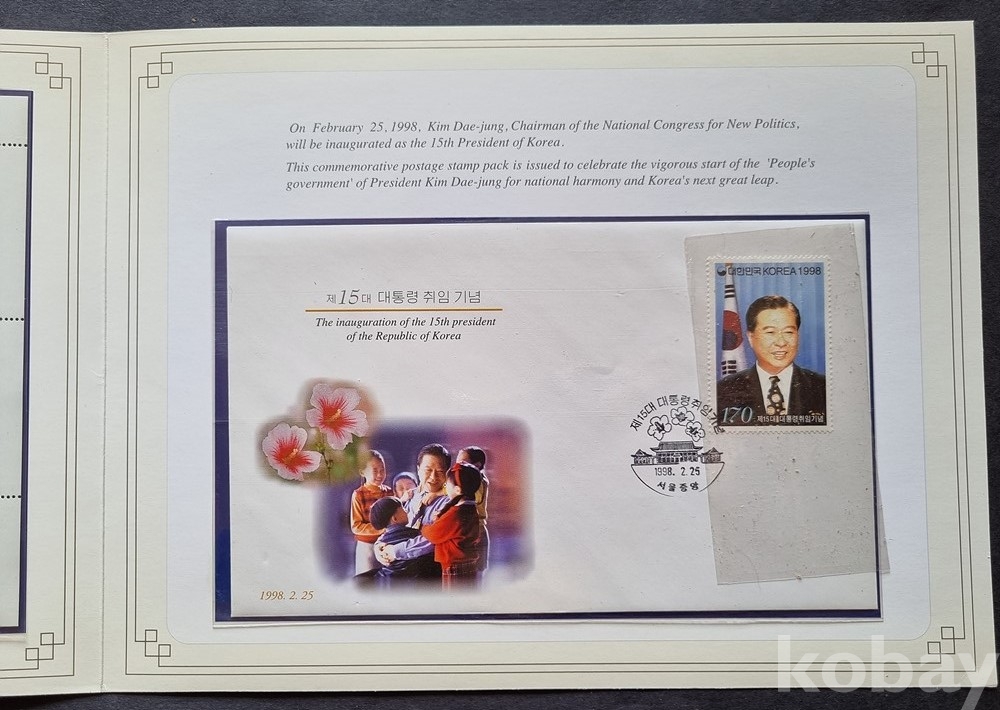 On February 25, 1998, Kim Dae-jung, Chairman of the National Congress for New Politics,
will be inaugurated as the 15th President of Korea.
This commemorative postage stamp pack is issued to celebrate the vigorous start of the 'People's
government' of President Kim Dae-jung for national harmony and Korea's next great leap.
제15대 대통령 취임 기념
The inauguration of the 15th president
of the Republic of Korea
대한민국 KOREA 1998
170 제15대대통령취임기념
제15대 대통령취임기념
1998. 2. 25
서울중앙
1998. 2. 25
kobay